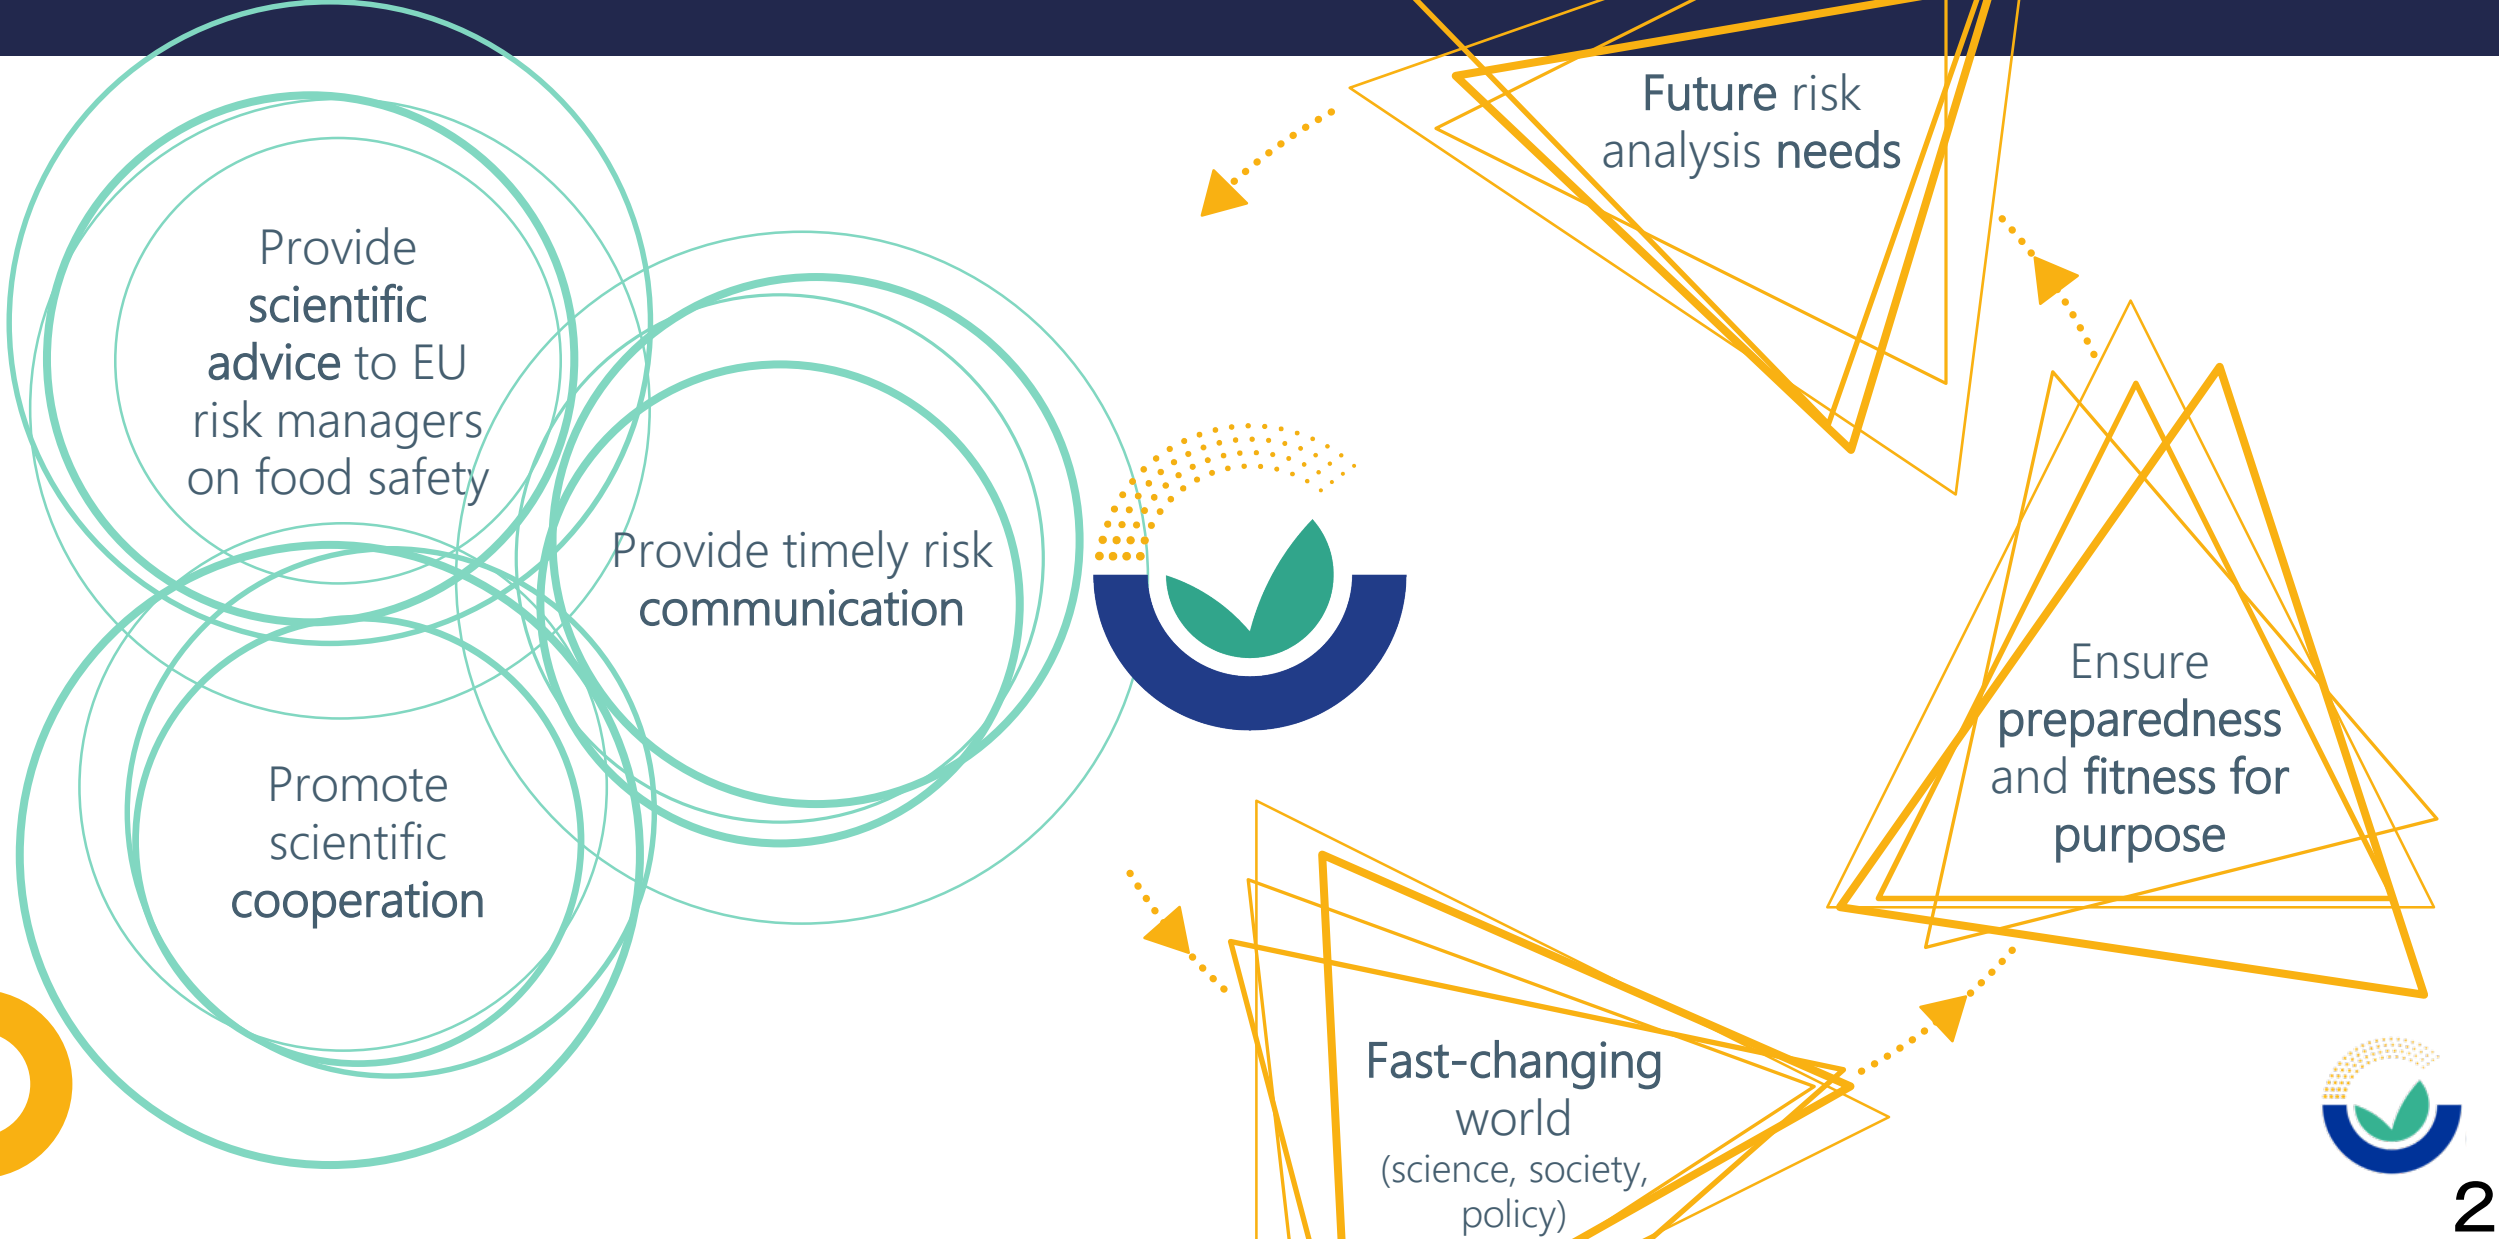 Provide
scientific
advice to EU
risk managers
on food safety
Provide timely risk
communication
Promote
scientific
cooperation
Future risk
analysis needs
Ensure
preparedness
and fitness for
purpose
Fast-changing
world
(science, society,
policy)
2